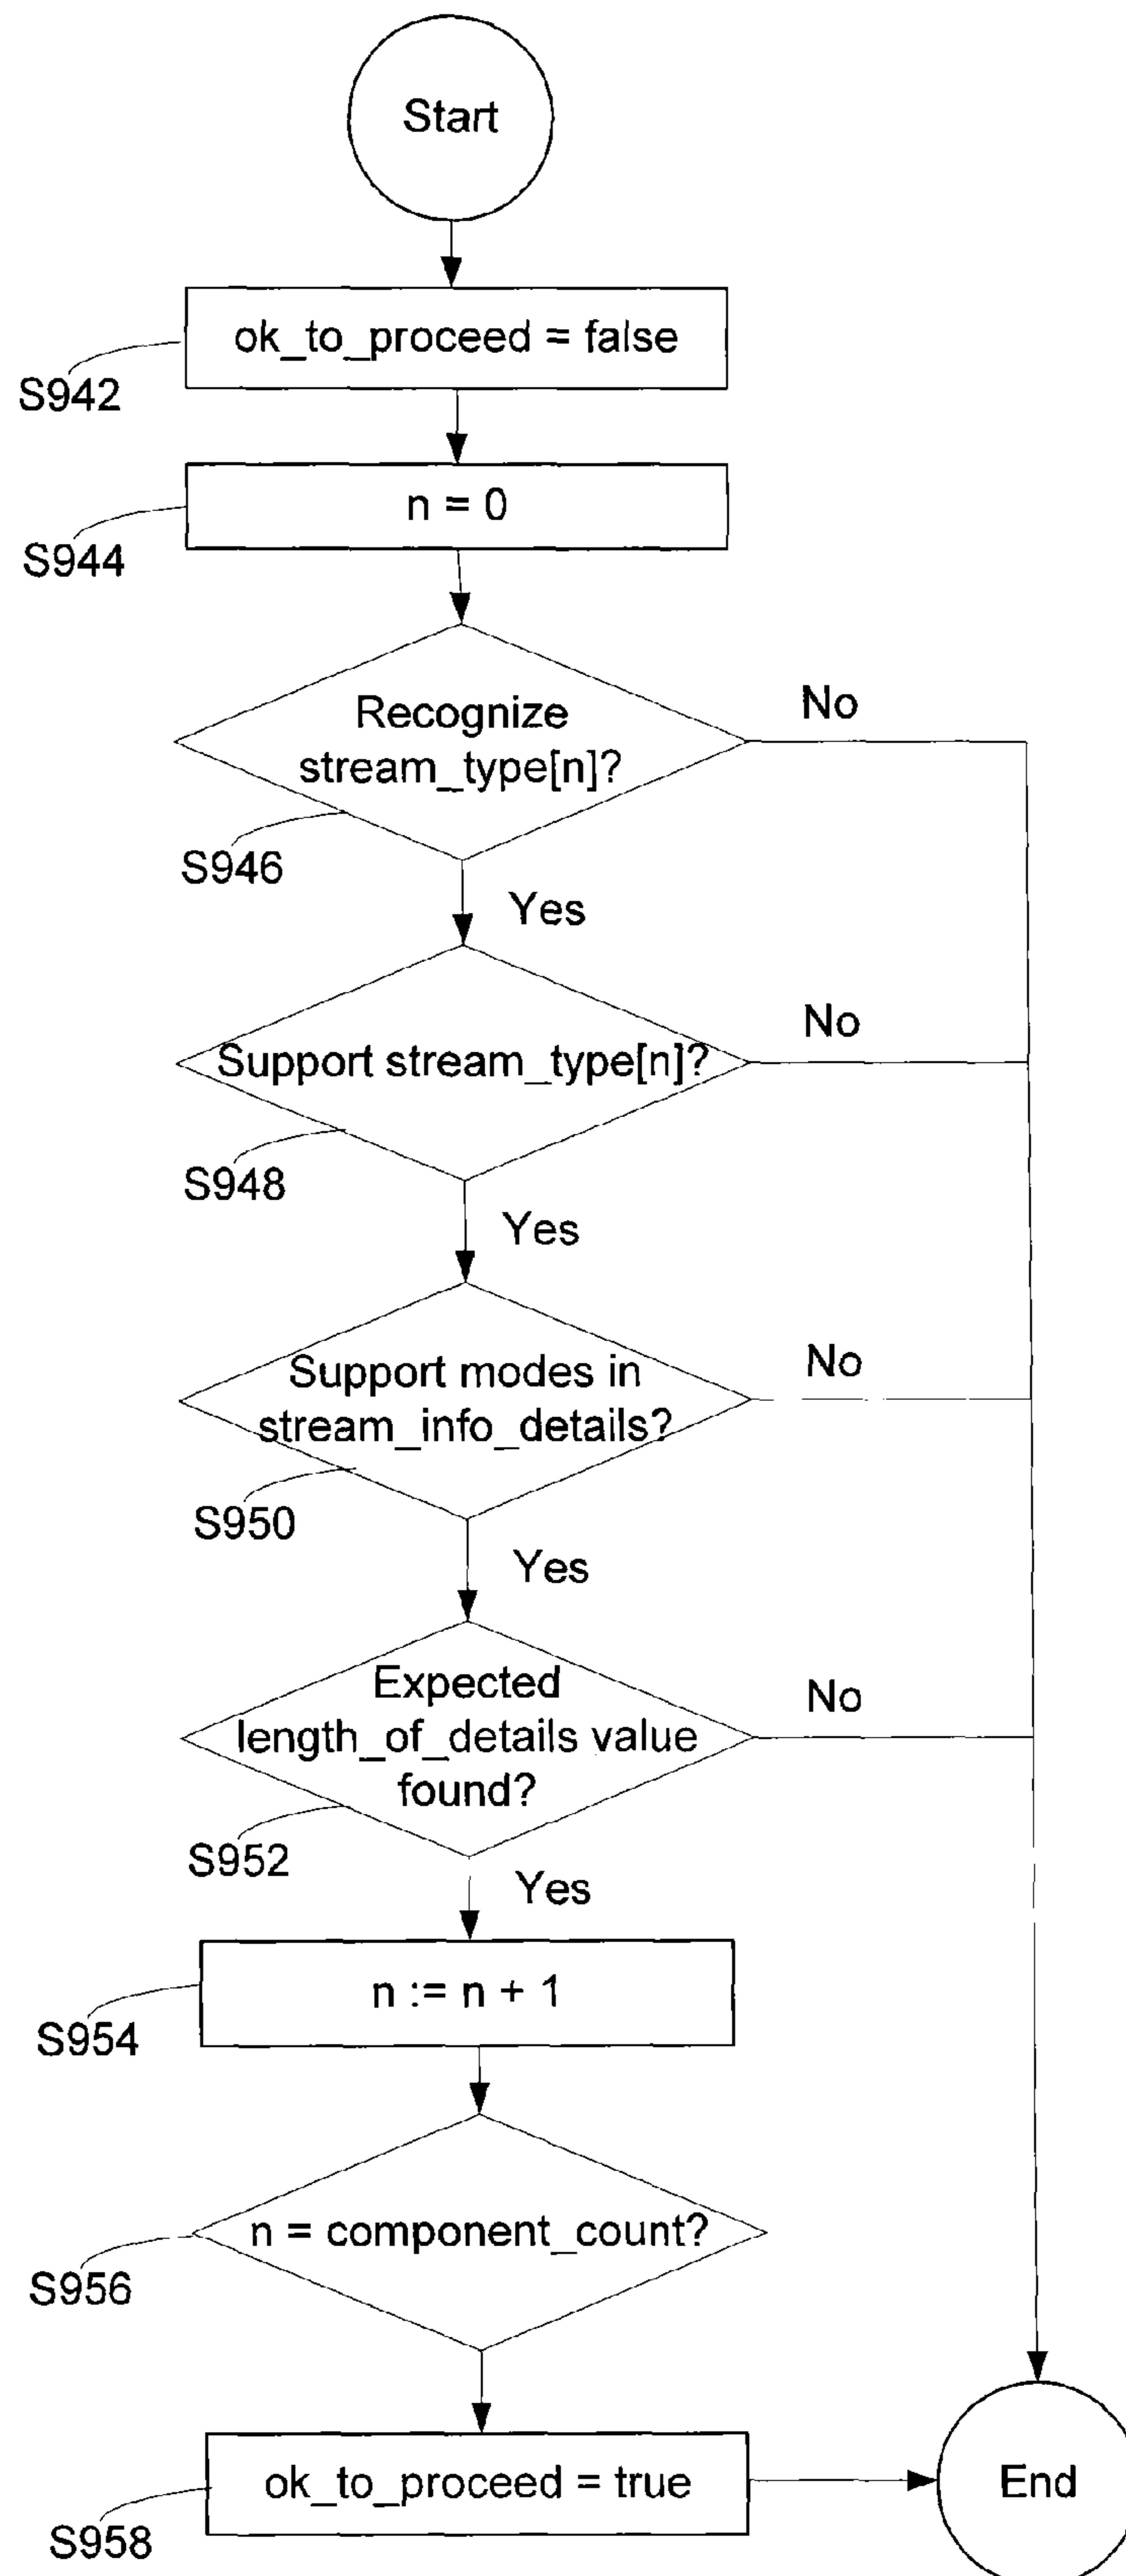 Start
ok_to_proceed = false
S942
n = 0
S944
Recognize
stream_type[n]?
No
S946
Yes
Support stream_type[n]?
No
S948
Yes
Support modes in
stream_info_details?
No
S950
Yes
Expected
length_of_details value
found?
No
S952
Yes
n := n + 1
S954
n = component_count?
S956
ok_to_proceed = true
End
S958